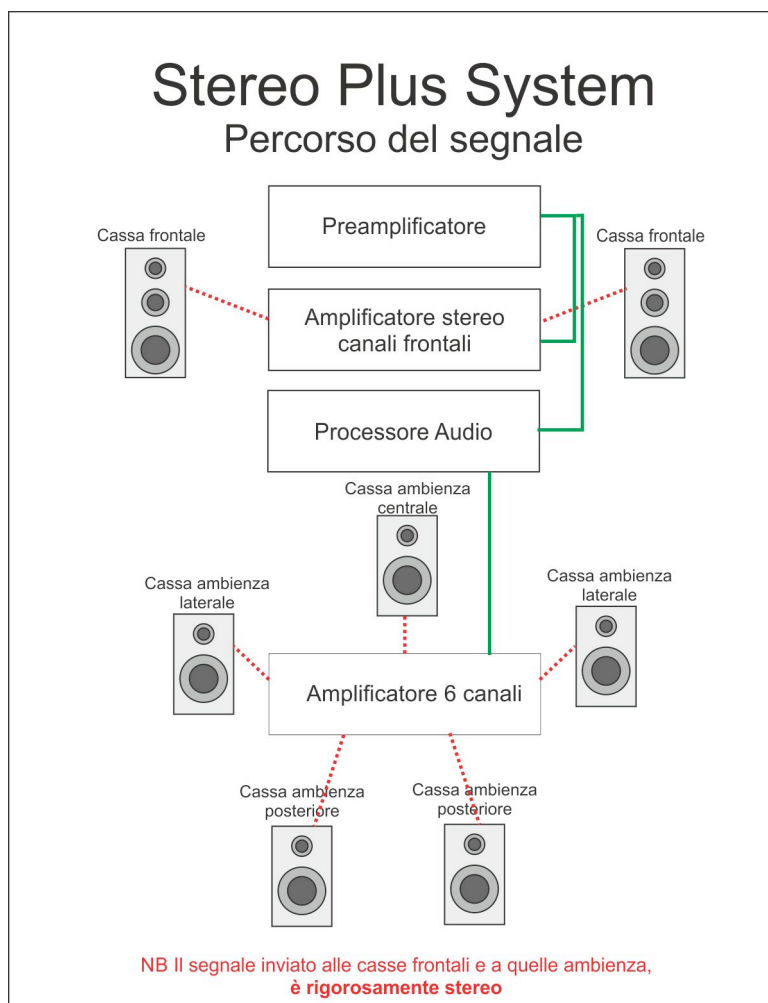 Stereo Plus System
Percorso del segnale
Preamplificatore
Cassa frontale
Cassa frontale
Amplificatore stereo
canali frontali
Processore Audio
Cassa ambienza
centrale
Cassa ambienza
laterale
Cassa ambienza
laterale
Amplificatore 6 canali
Cassa ambienza
posteriore
Cassa ambienza
posteriore
NB Il segnale inviato alle casse frontali e a quelle ambienza,
è rigorosamente stereo